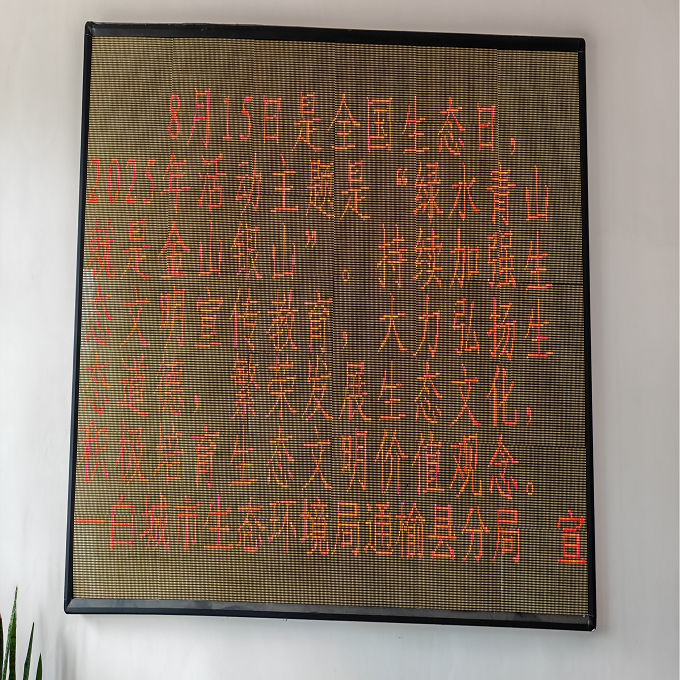 8月15日是全国生态日，
2025年活动主题是“绿水青山
就是金山银山”。持续加强生
态文明宣传教育，大力弘扬生
态道德，繁荣发展生态文化，
积极培育生态文明价值观念。
一白城市生态环境局通榆县分局 宣